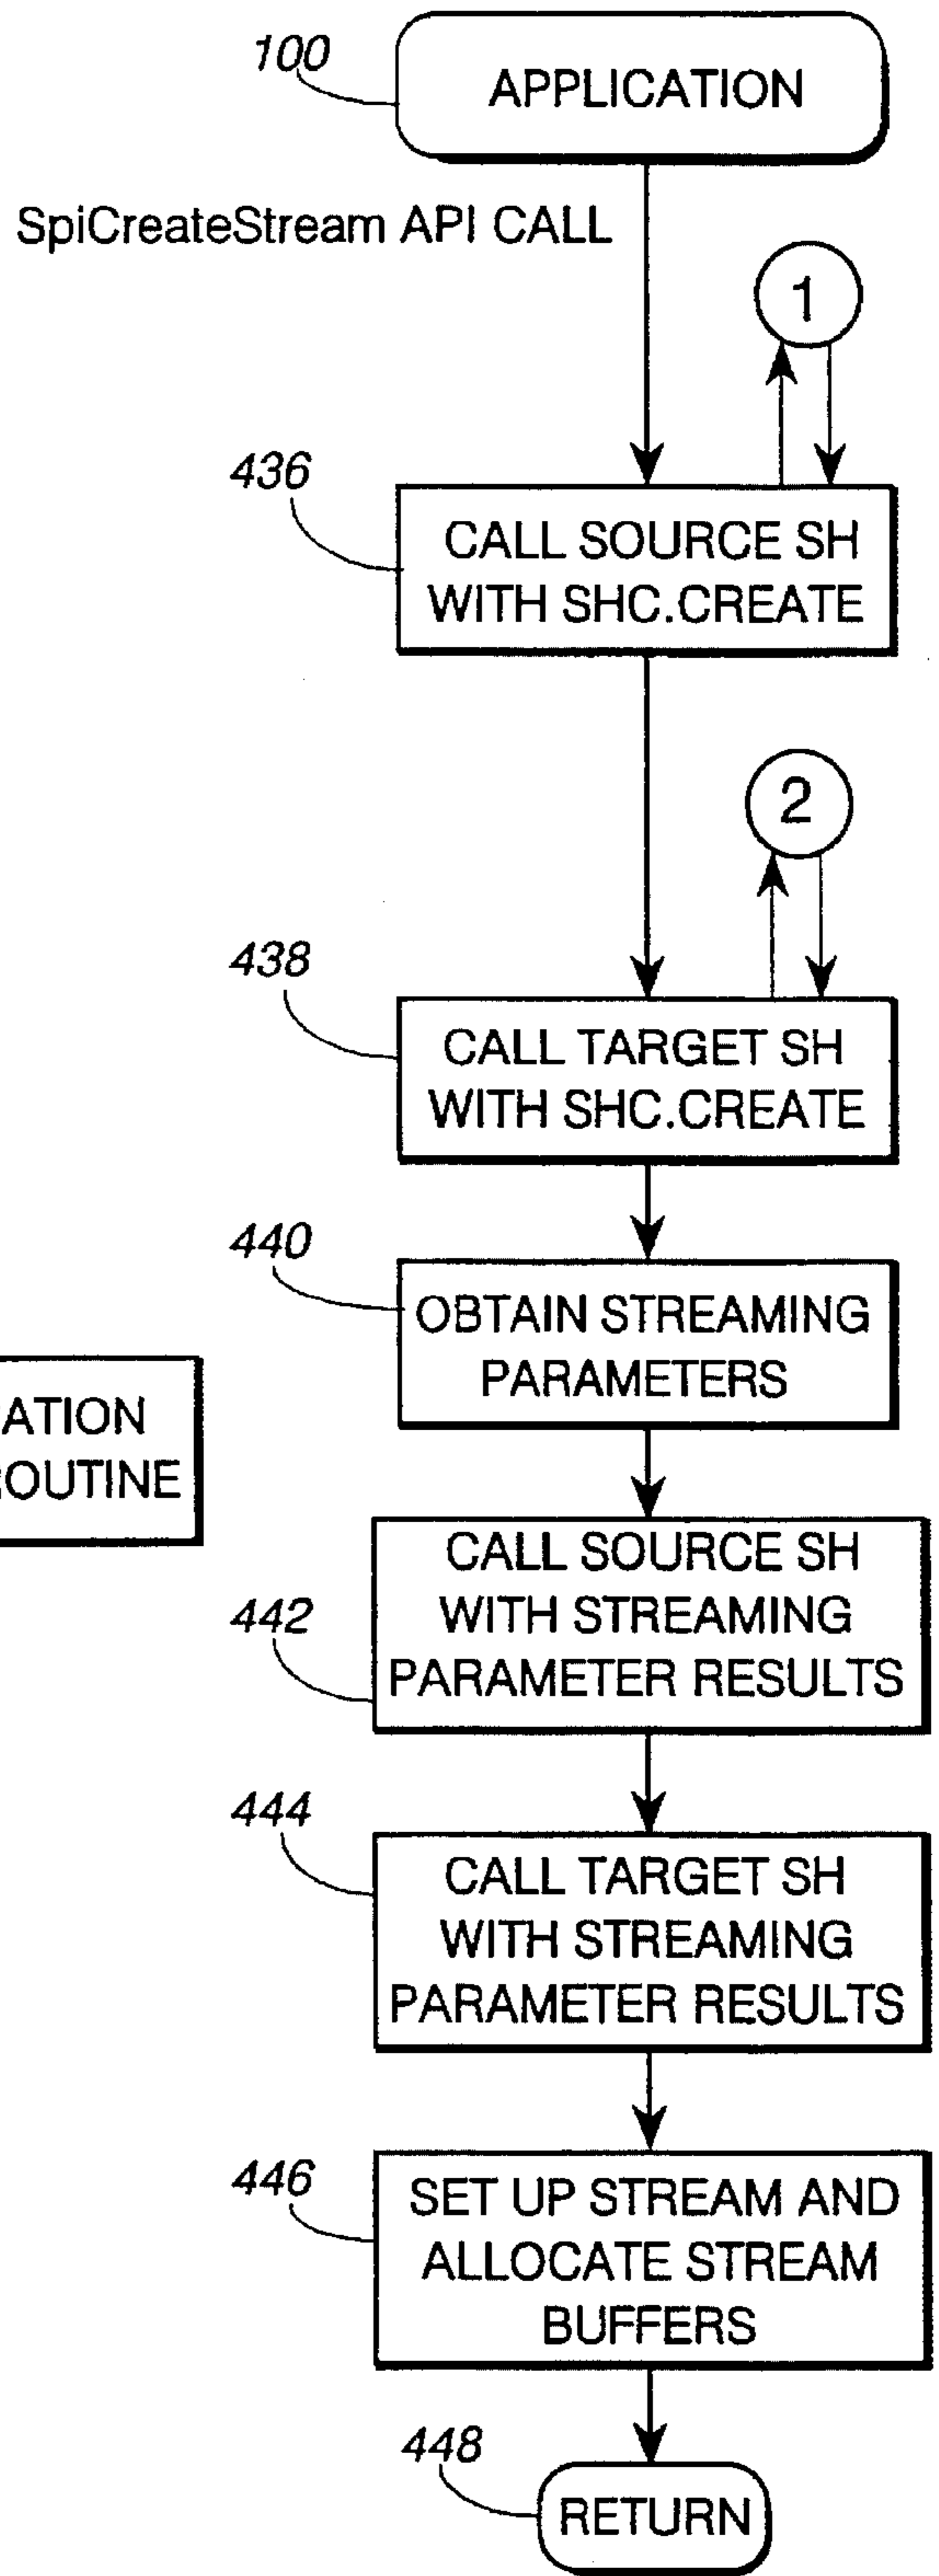 100
APPLICATION
SpiCreateStream API CALL
1
436
CALL SOURCE SH
WITH SHC.CREATE
2
438
CALL TARGET SH
WITH SHC.CREATE
440
OBTAIN STREAMING
PARAMETERS
ATION
ROUTINE
442
CALL SOURCE SH
WITH STREAMING
PARAMETER RESULTS
444
CALL TARGET SH
WITH STREAMING
PARAMETER RESULTS
446
SET UP STREAM AND
ALLOCATE STREAM
BUFFERS
448
RETURN